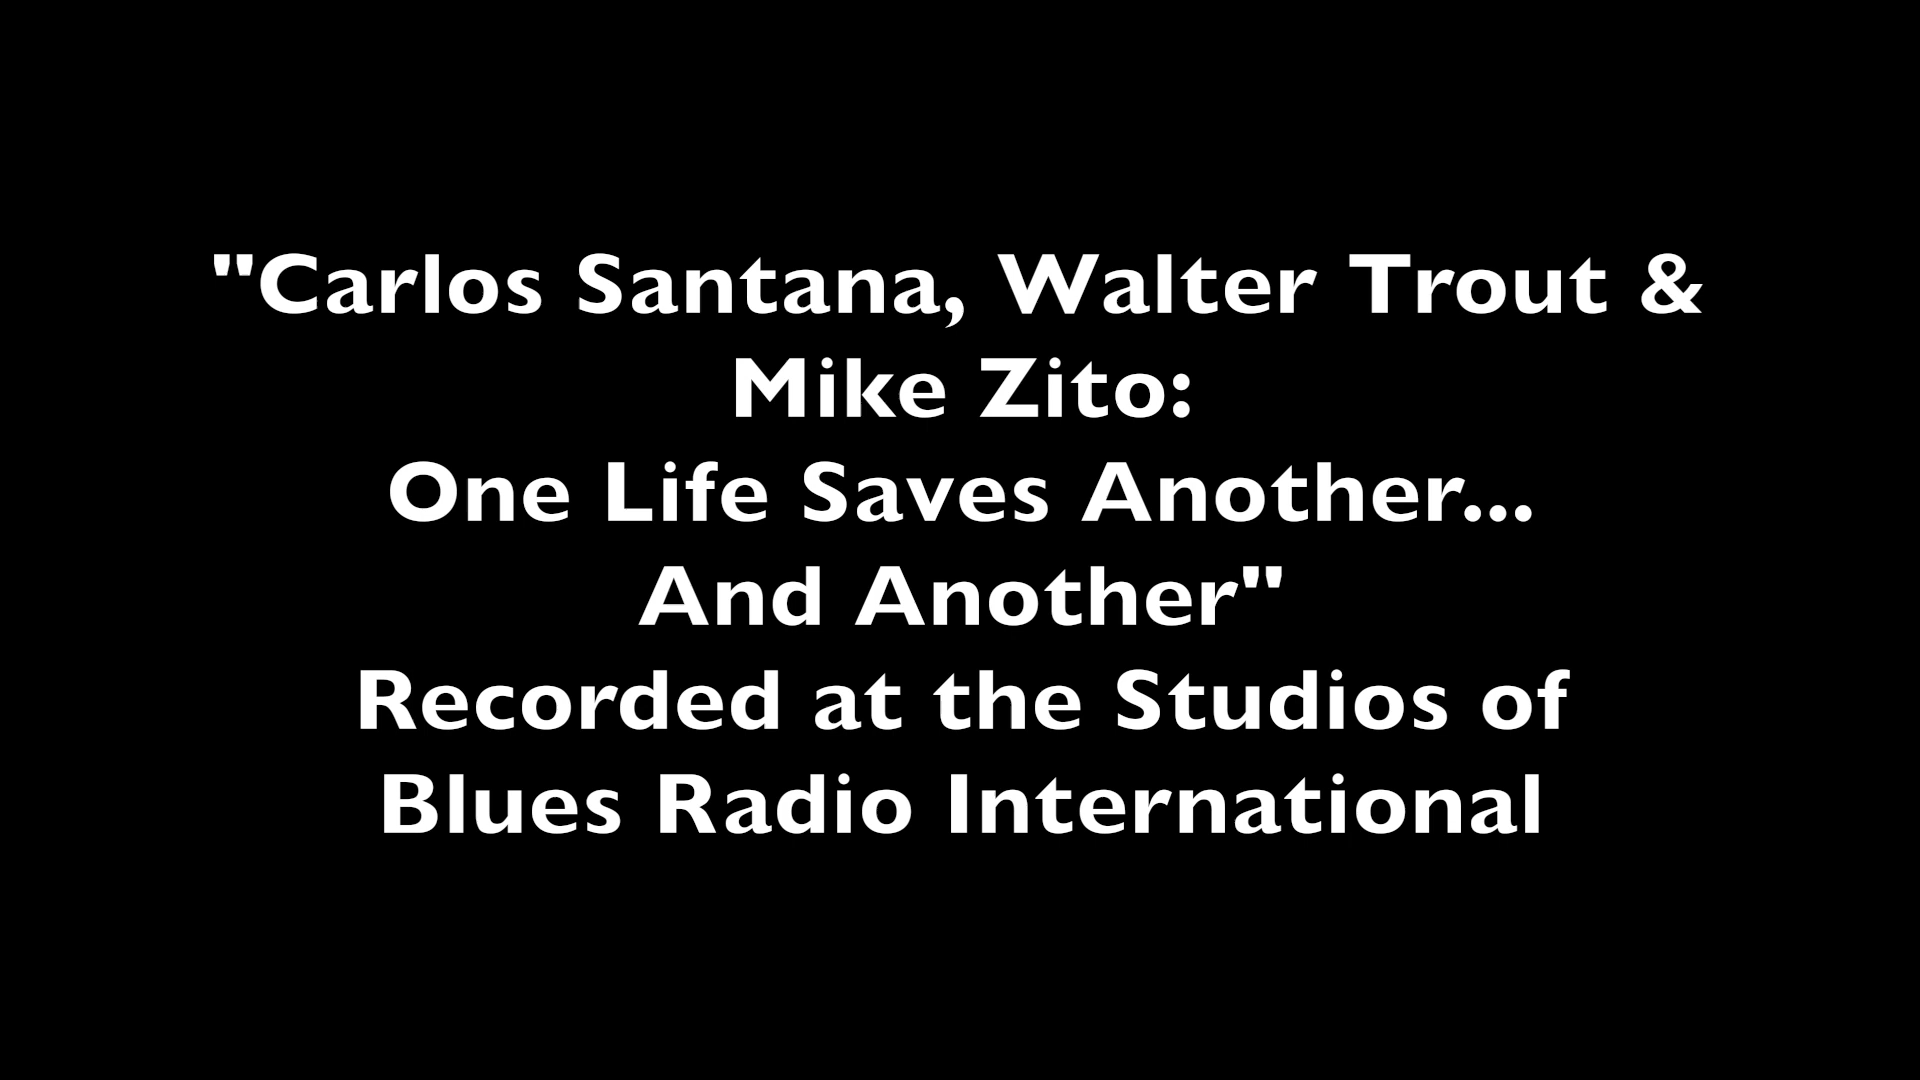 "Carlos Santana, Walter Trout &
Mike Zito:
One Life Saves Another...
And Another"
Recorded at the Studios of
Blues Radio International